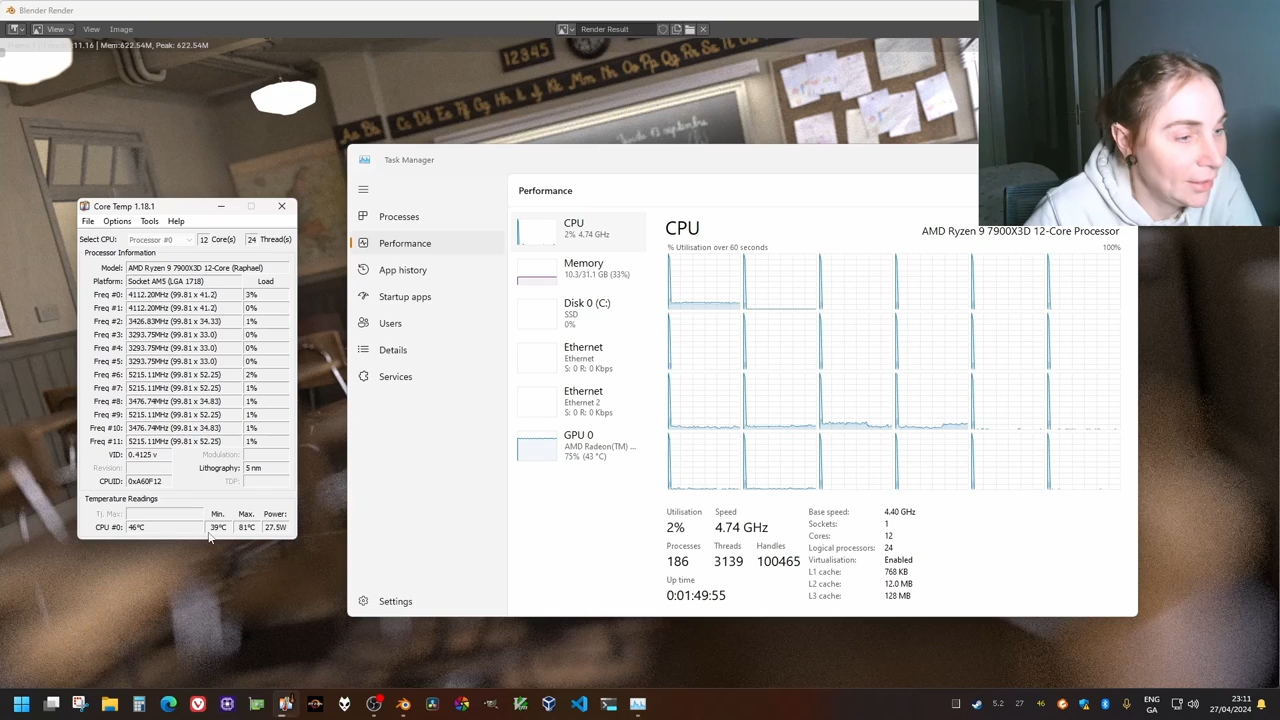 Blender Render
View
View
Image
Render Result
11.16 | Mem:622.54M, Peak: 622.54M
12345
Core Temp 1.18.1
File Options Tools Help
Select CPU: Processor #0 12 Core(s) 24 Thread(s)
Processor Information
Model: AMD Ryzen 9 7900X3D 12-Core (Raphael)
Platform: Socket AM5 (LGA 1718) Load
Freq #0: 4112.20MHz (99.81 x 41.2) 3%
Freq #1: 4112.20MHz (99.81 x 41.2) 0%
Freq #2: 3426.83MHz (99.81 x 34.33) 1%
Freq #3: 3293.75MHz (99.81 x 33.0) 0%
Freq #4: 3293.75MHz (99.81 x 33.0) 0%
Freq #5: 3293.75MHz (99.81 x 33.0) 0%
Freq #6: 5215.11MHz (99.81 x 52.25) 2%
Freq #7: 5215.11MHz (99.81 x 52.25) 1%
Freq #8: 3476.74MHz (99.81 x 34.83) 1%
Freq #9: 5215.11MHz (99.81 x 52.25) 1%
Freq #10: 3476.74MHz (99.81 x 34.83) 1%
Freq #11: 5215.11MHz (99.81 x 52.25) 1%
VID: 0.4125 v Modulation:
Revision: Lithography: 5 nm
CPUID: 0xA60F12 TDP:
Temperature Readings
Tj. Max: Min. Max. Power:
CPU #0: 46°C 39°C 81°C 27.5W
Task Manager
Processes
Performance
App history
Startup apps
Users
Details
Services
Settings
Performance
CPU
2% 4.74 GHz
Memory
10.3/31.1 GB (33%)
Disk 0 (C:)
SSD
0%
Ethernet
Ethernet
S: 0 R: 0 Kbps
Ethernet
Ethernet 2
S: 0 R: 0 Kbps
GPU 0
AMD Radeon(TM) ...
75% (43 °C)
CPU AMD Ryzen 9 7900X3D 12-Core Processor
% Utilisation over 60 seconds 100%
Utilisation Speed
2% 4.74 GHz
Processes Threads Handles
186 3139 100465
Up time
0:01:49:55
Base speed: 4.40 GHz
Sockets: 1
Cores: 12
Logical processors: 24
Virtualisation: Enabled
L1 cache: 768 KB
L2 cache: 12.0 MB
L3 cache: 128 MB
5.2 27 46
ENG
GA
23:11
27/04/2024